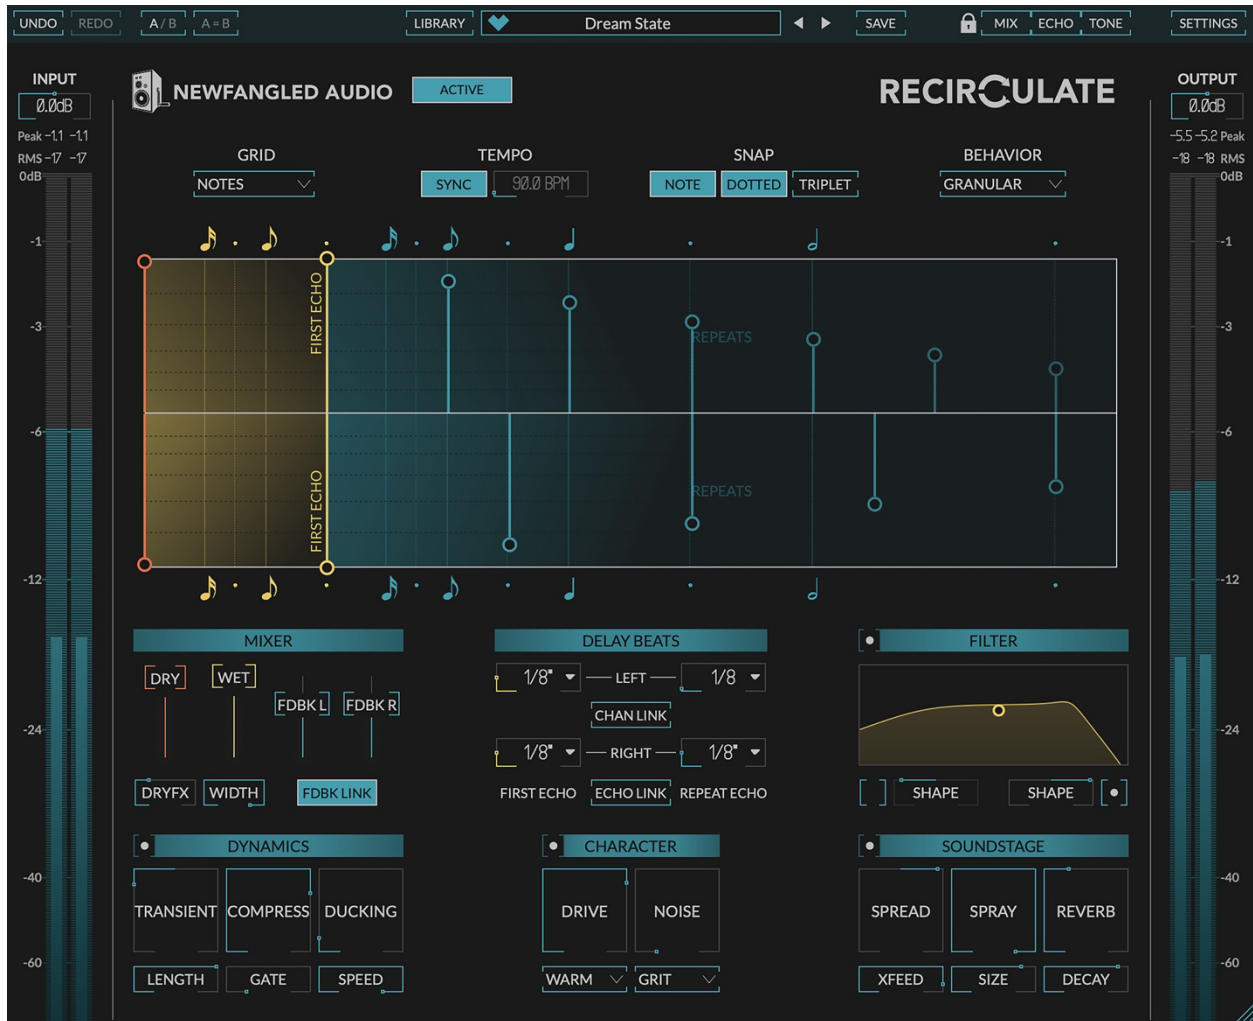 UNDO REDO A / B A = B LIBRARY Dream State SAVE MIX ECHO TONE SETTINGS
INPUT
0.0dB
Peak -1.1 -1.1
RMS -17 -17
0dB
-1
-3
-6
-12
-24
-40
-60
NEWFANGLED AUDIO ACTIVE RECIRCULATE
GRID TEMPO SNAP BEHAVIOR
NOTES SYNC 90.0 BPM NOTE DOTTED TRIPLET GRANULAR
FIRST ECHO REPEATS
FIRST ECHO REPEATS
MIXER DELAY BEATS FILTER
DRY WET FDBK L FDBK R
DRYFX WIDTH FDBK LINK
1/8" LEFT 1/8
CHAN LINK
1/8" RIGHT 1/8"
FIRST ECHO ECHO LINK REPEAT ECHO
SHAPE SHAPE
DYNAMICS CHARACTER SOUNDSTAGE
TRANSIENT COMPRESS DUCKING DRIVE NOISE SPREAD SPRAY REVERB
LENGTH GATE SPEED WARM GRIT XFEED SIZE DECAY
OUTPUT
0.0dB
-5.5 -5.2 Peak
-18 -18 RMS
0dB
-1
-3
-6
-12
-24
-40
-60